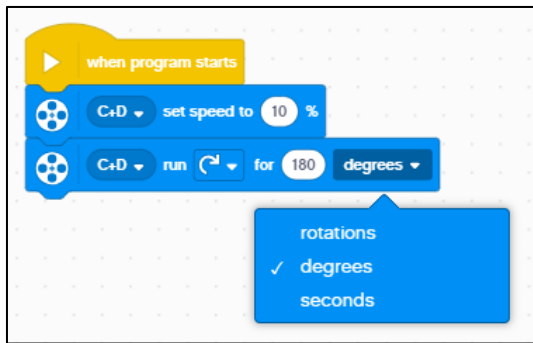 when program starts
C+D set speed to 10 %
C+D run for 180 degrees
rotations
✓ degrees
seconds